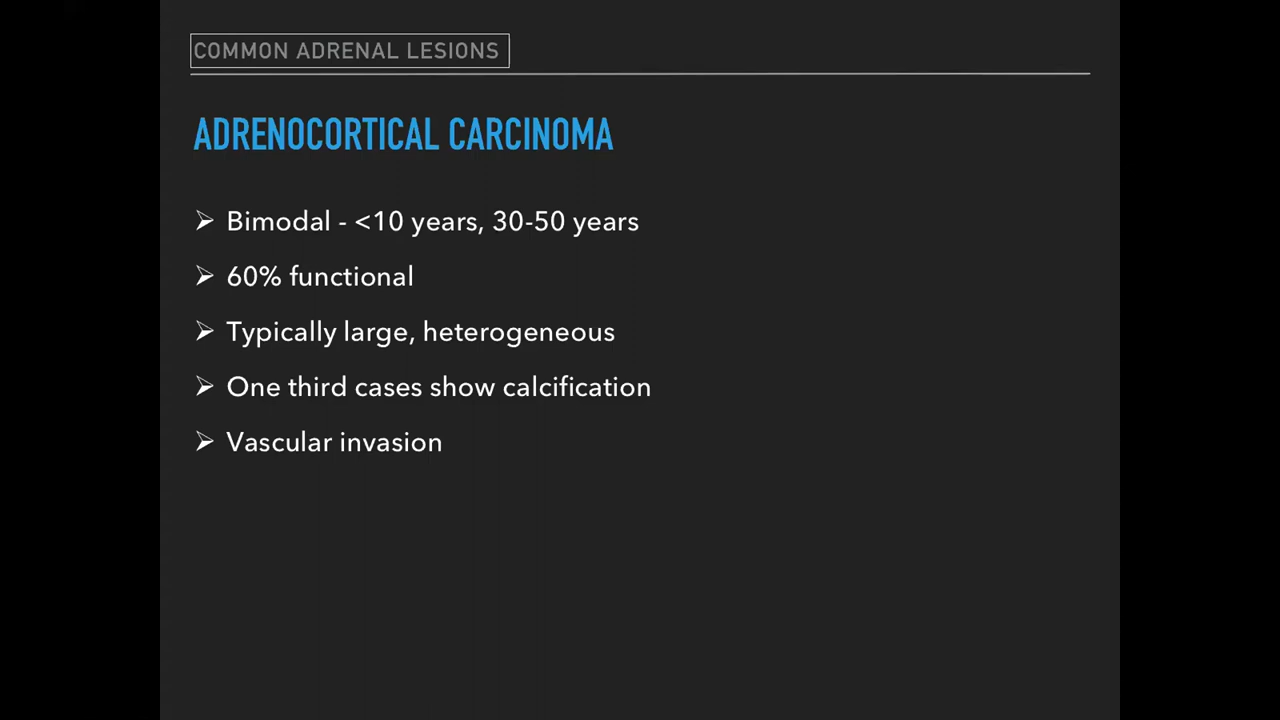 COMMON ADRENAL LESIONS
ADRENOCORTICAL CARCINOMA
➢ Bimodal - <10 years, 30-50 years
➢ 60% functional
➢ Typically large, heterogeneous
➢ One third cases show calcification
➢ Vascular invasion